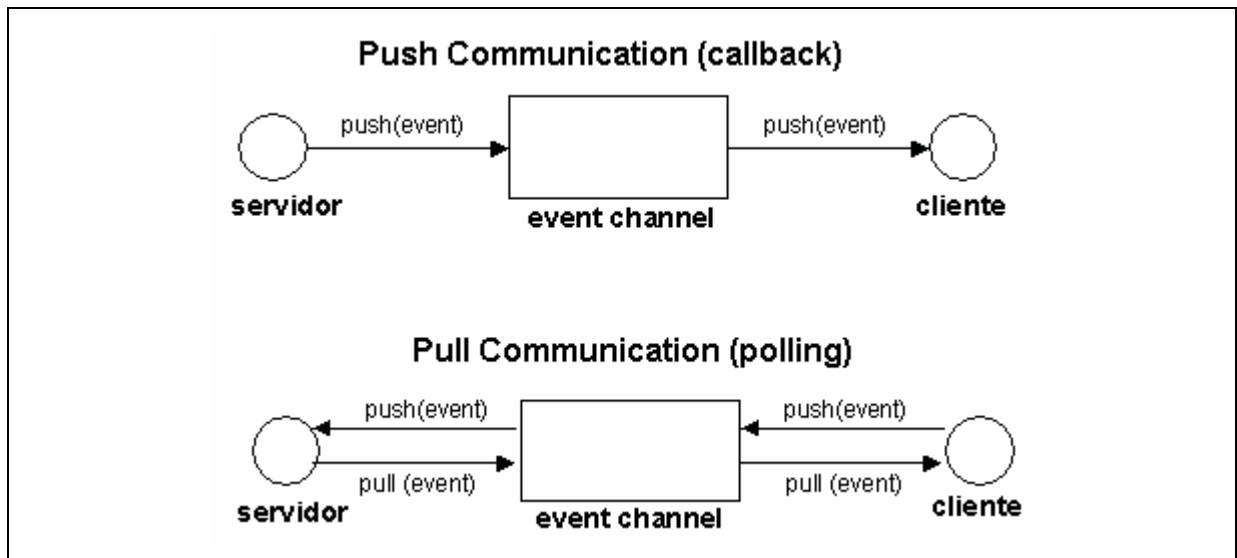 Push Communication (callback)
push(event) push(event)
servidor event channel cliente
Pull Communication (polling)
push(event) push(event)
pull (event) pull (event)
servidor event channel cliente